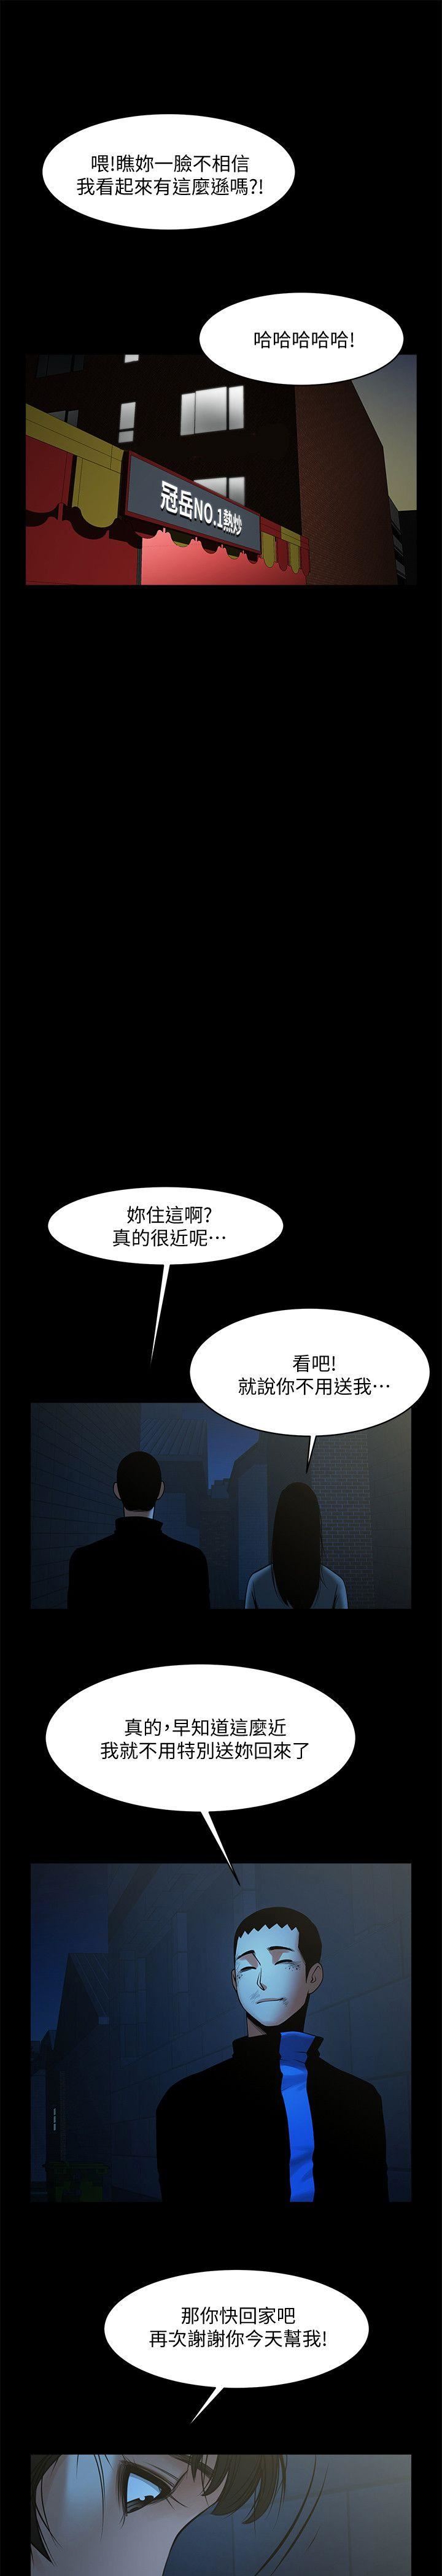 喂!瞧妳一臉不相信
我看起來有這麼遜嗎?!
哈哈哈哈哈!
冠岳NO.1熱炒
妳住這啊?
真的很近呢…
看吧!
就說你不用送我…
真的,早知道這麼近
我就不用特別送妳回來了
那你快回家吧
再次謝謝你今天幫我!